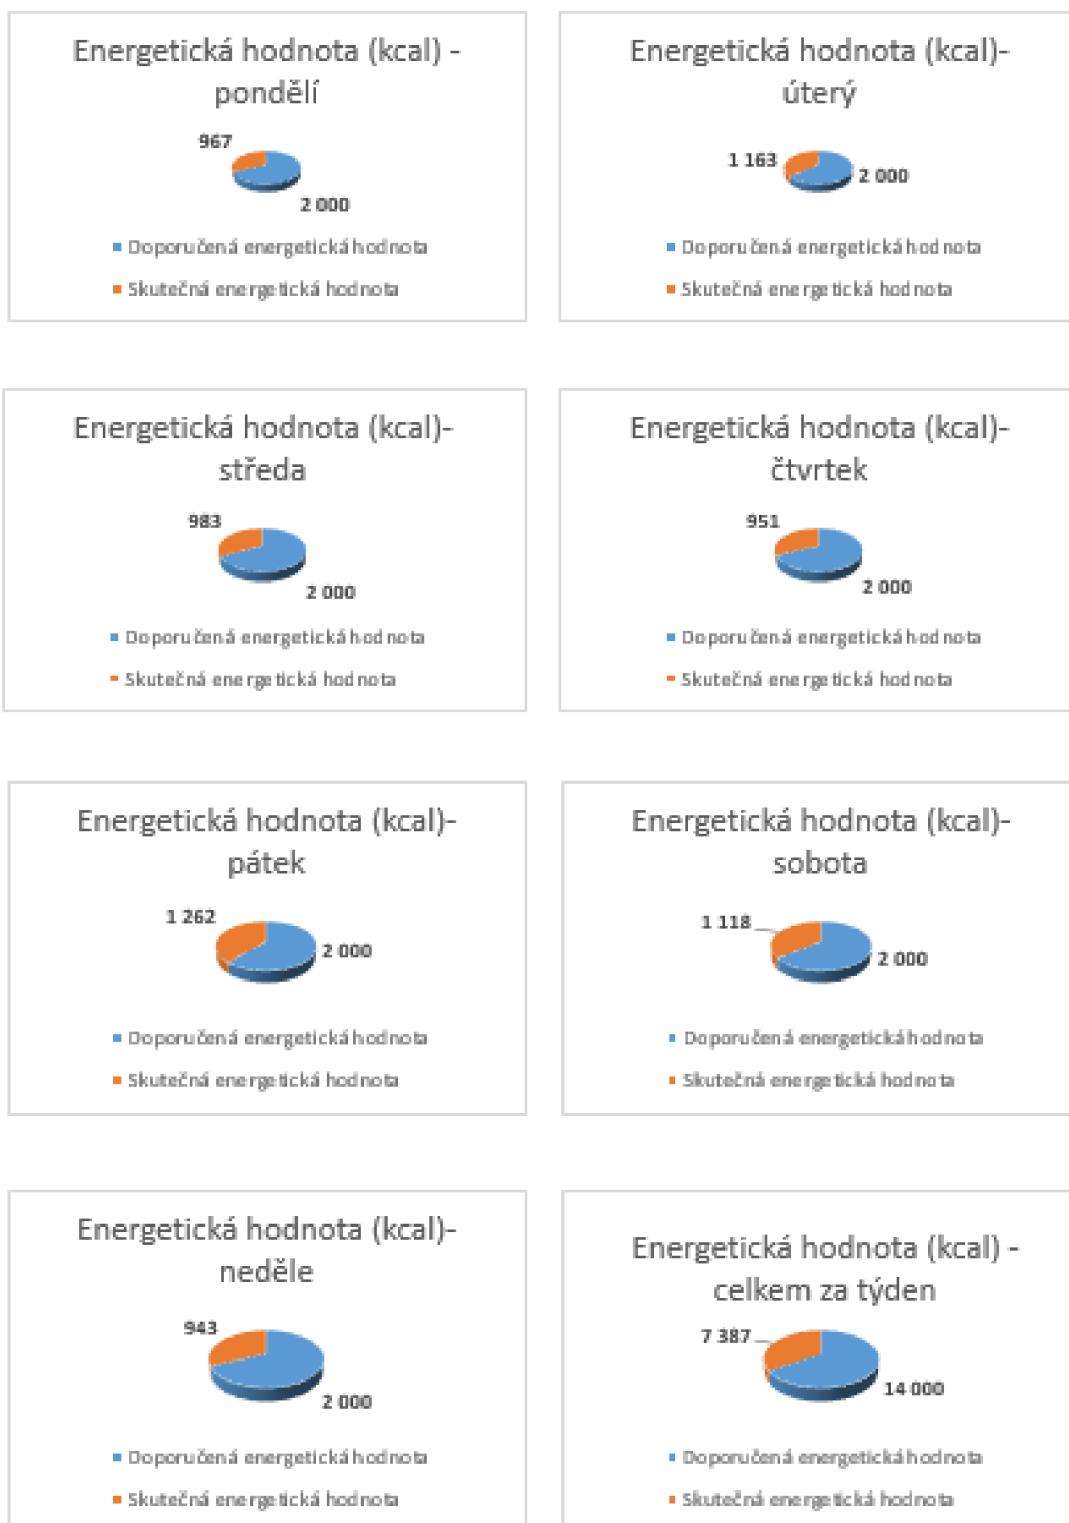 Energetická hodnota (kcal) -
pondělí
967
2 000
Doporučená energetická hodnota
Skutečná energetická hodnota
Energetická hodnota (kcal)-
úterý
1 163
2 000
Doporučená energetická hodnota
Skutečná energetická hodnota
Energetická hodnota (kcal)-
středa
983
2 000
Doporučená energetická hodnota
Skutečná energetická hodnota
Energetická hodnota (kcal)-
čtvrtek
951
2 000
Doporučená energetická hodnota
Skutečná energetická hodnota
Energetická hodnota (kcal)-
pátek
1 262
2 000
Doporučená energetická hodnota
Skutečná energetická hodnota
Energetická hodnota (kcal)-
sobota
1 118
2 000
Doporučená energetická hodnota
Skutečná energetická hodnota
Energetická hodnota (kcal)-
neděle
943
2 000
Doporučená energetická hodnota
Skutečná energetická hodnota
Energetická hodnota (kcal) -
celkem za týden
7 387
14 000
Doporučená energetická hodnota
Skutečná energetická hodnota